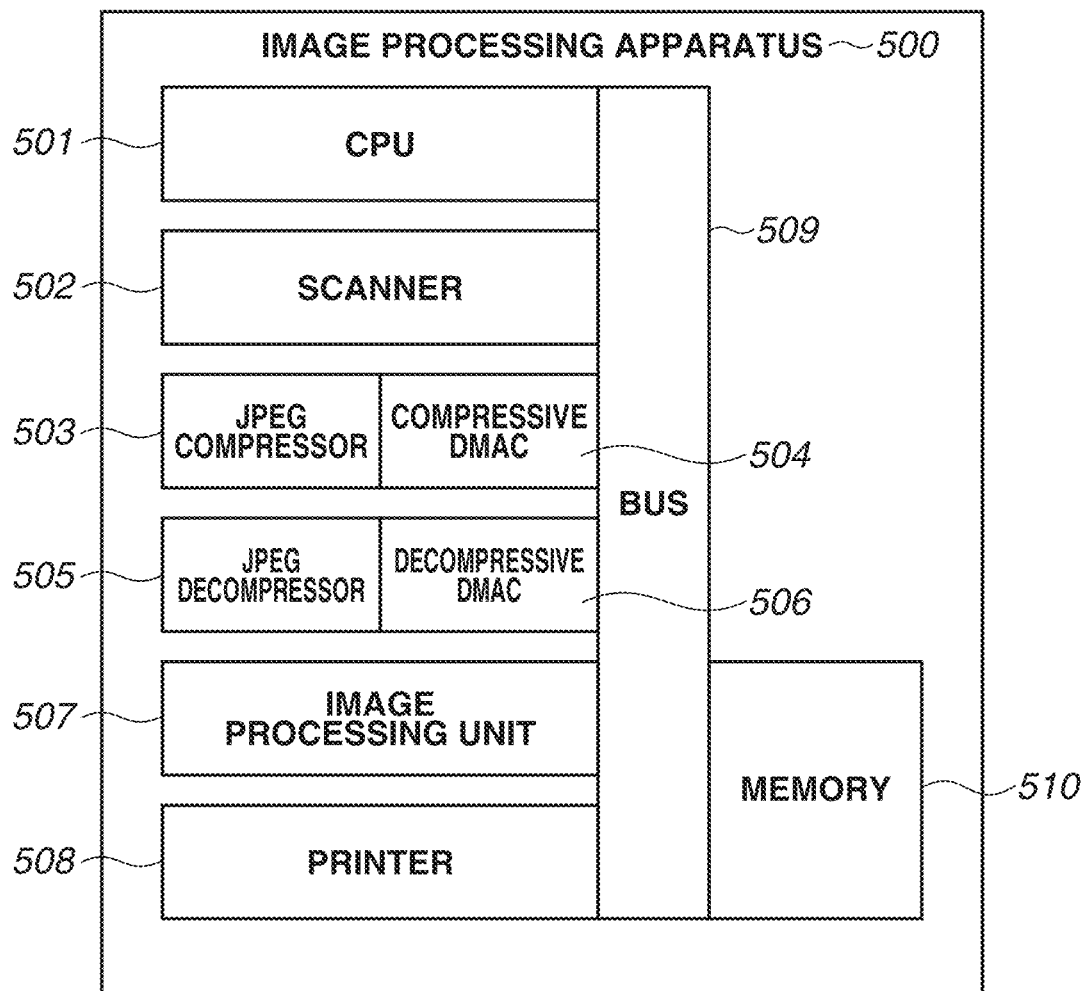 IMAGE PROCESSING APPARATUS 500
501 CPU
509
502 SCANNER
503 JPEG COMPRESSOR
COMPRESSIVE DMAC 504
BUS
505 JPEG DECOMPRESSOR
DECOMPRESSIVE DMAC 506
507 IMAGE
PROCESSING UNIT
MEMORY 510
508 PRINTER